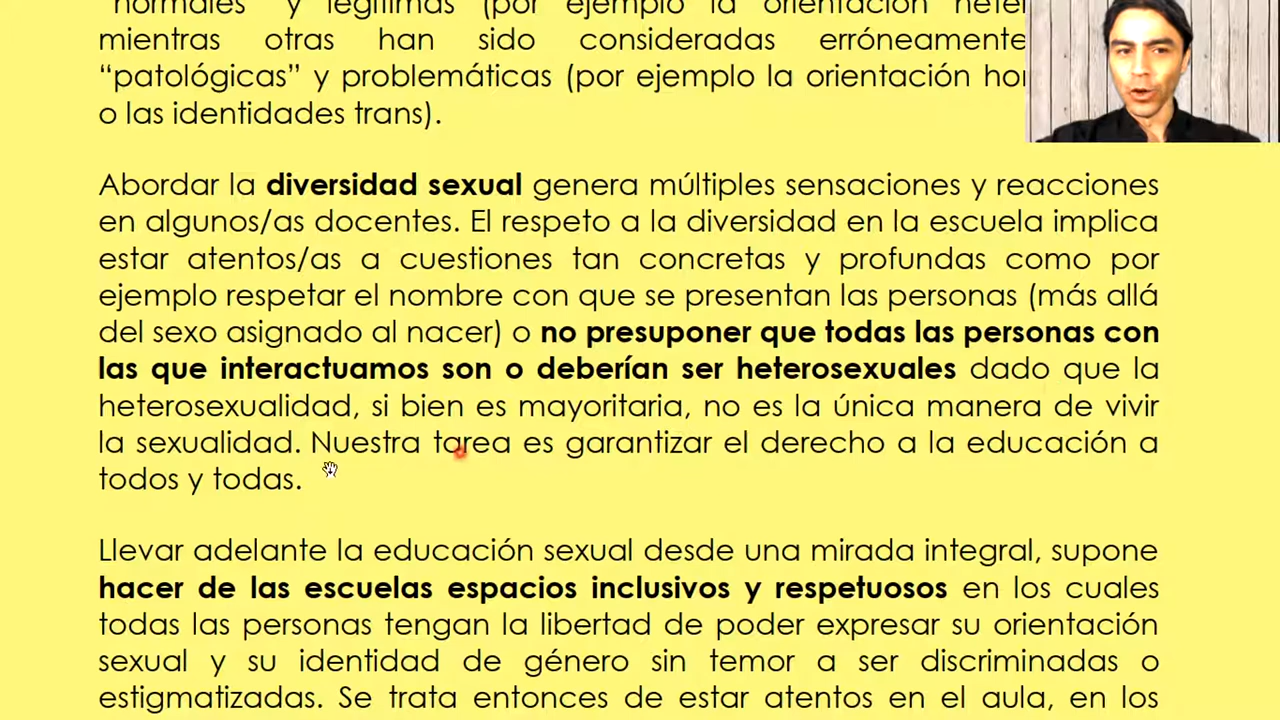 “normales” y legítimas (por ejemplo la orientación
mientras otras han sido consideradas erróneamente
“patológicas” y problemáticas (por ejemplo la orientación
o las identidades trans).
Abordar la diversidad sexual genera múltiples sensaciones y reacciones
en algunos/as docentes. El respeto a la diversidad en la escuela implica
estar atentos/as a cuestiones tan concretas y profundas como por
ejemplo respetar el nombre con que se presentan las personas (más allá
del sexo asignado al nacer) o no presuponer que todas las personas con
las que interactuamos son o deberían ser heterosexuales dado que la
heterosexualidad, si bien es mayoritaria, no es la única manera de vivir
la sexualidad. Nuestra tarea es garantizar el derecho a la educación a
todos y todas.
Llevar adelante la educación sexual desde una mirada integral, supone
hacer de las escuelas espacios inclusivos y respetuosos en los cuales
todas las personas tengan la libertad de poder expresar su orientación
sexual y su identidad de género sin temor a ser discriminadas o
estigmatizadas. Se trata entonces de estar atentos en el aula, en los